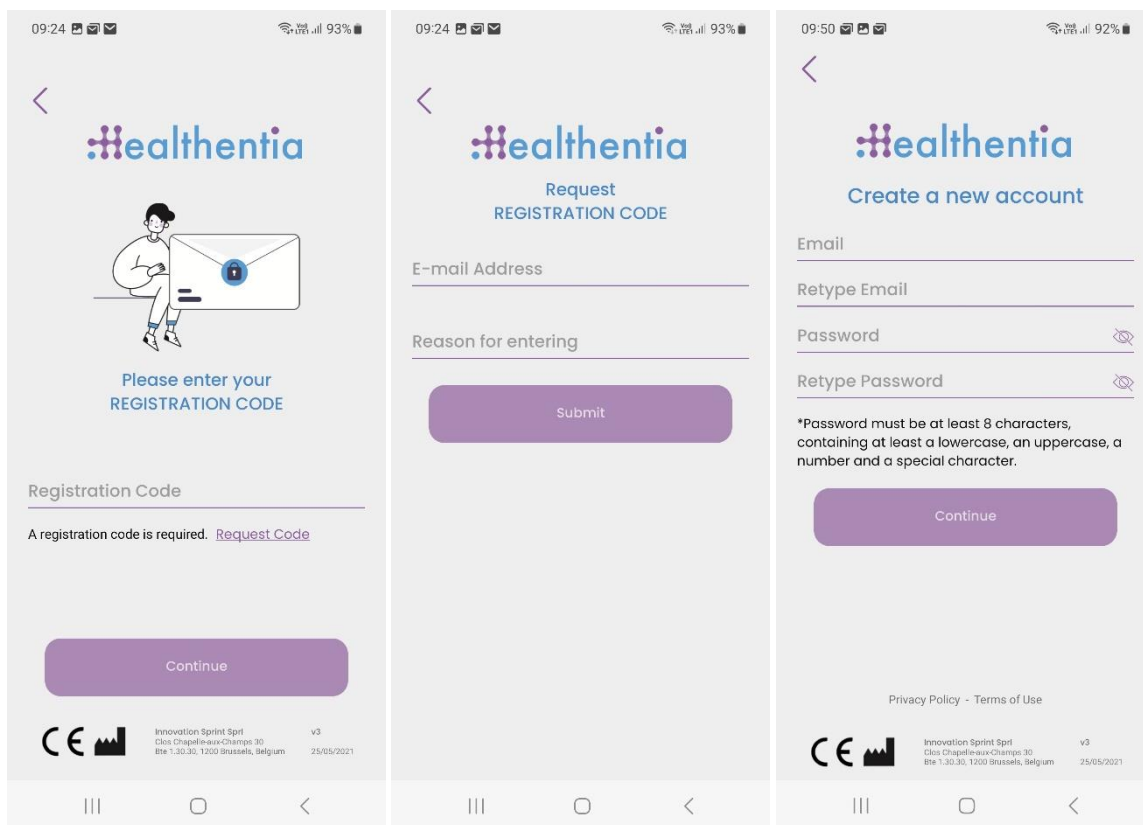 09:24
93%
Healthentia
Please enter your
REGISTRATION CODE
Registration Code
A registration code is required. Request Code
Continue
CE
Innovation Sprint Sprl
Clos Chapelle-aux-Champs 30
Bte 1.30.30, 1200 Brussels, Belgium
v3
25/05/2021
09:24
93%
Healthentia
Request
REGISTRATION CODE
E-mail Address
Reason for entering
Submit
09:50
92%
Healthentia
Create a new account
Email
Retype Email
Password
Retype Password
*Password must be at least 8 characters,
containing at least a lowercase, an uppercase, a
number and a special character.
Continue
Privacy Policy - Terms of Use
CE
Innovation Sprint Sprl
Clos Chapelle-aux-Champs 30
Bte 1.30.30, 1200 Brussels, Belgium
v3
25/05/2021